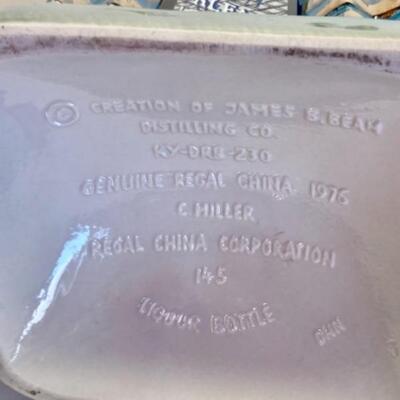 © CREATION OF JAMES B. BEAM
DISTILLING CO.
KY-DRB-230
GENUINE REGAL CHINA 1976
C MILLER
REGAL CHINA CORPORATION
145
LIQUOR BOTTLE
DHN